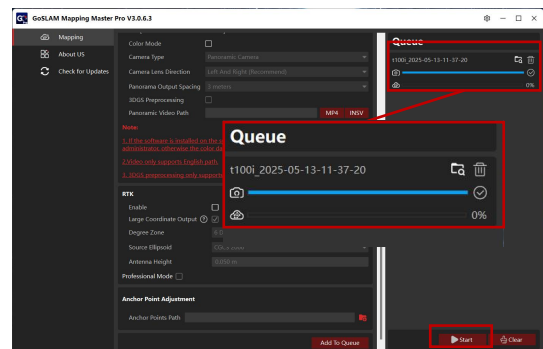 GoSLAM Mapping Master Pro V3.0.6.3
Mapping
About US
Check for Updates
Color Mode
Camera Type Panoramic Camera
Camera Lens Direction Left And Right (Recommend)
Panorama Output Spacing 3 meters
3DGS Preprocessing
Panoramic Video Path MP4 INSV
Note:
1. If the software is installed on the
administrator, otherwise the color da
2.Video only supports English path.
3. 3DGS preprocessing only support
RTK
Enable
Large Coordinate Output ?
Degree Zone
Source Ellipsoid
Antenna Height 0.050 m
Professional Mode
Anchor Point Adjustment
Anchor Points Path
Add To Queue
Queue
t100i_2025-05-13-11-37-20
0%
Queue
t100i_2025-05-13-11-37-20
0%
Start Clear